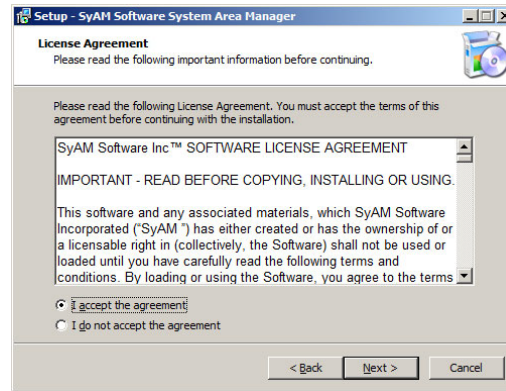 Setup - SyAM Software System Area Manager
License Agreement
Please read the following important information before continuing.
Please read the following License Agreement. You must accept the terms of this
agreement before continuing with the installation.
SyAM Software Inc™ SOFTWARE LICENSE AGREEMENT
IMPORTANT - READ BEFORE COPYING, INSTALLING OR USING.
This software and any associated materials, which SyAM Software
Incorporated (“SyAM ”) has either created or has the ownership of or
a licensable right in (collectively, the Software) shall not be used or
loaded until you have carefully read the following terms and
conditions. By loading or using the Software, you agree to the terms
I accept the agreement
I do not accept the agreement
< Back Next > Cancel